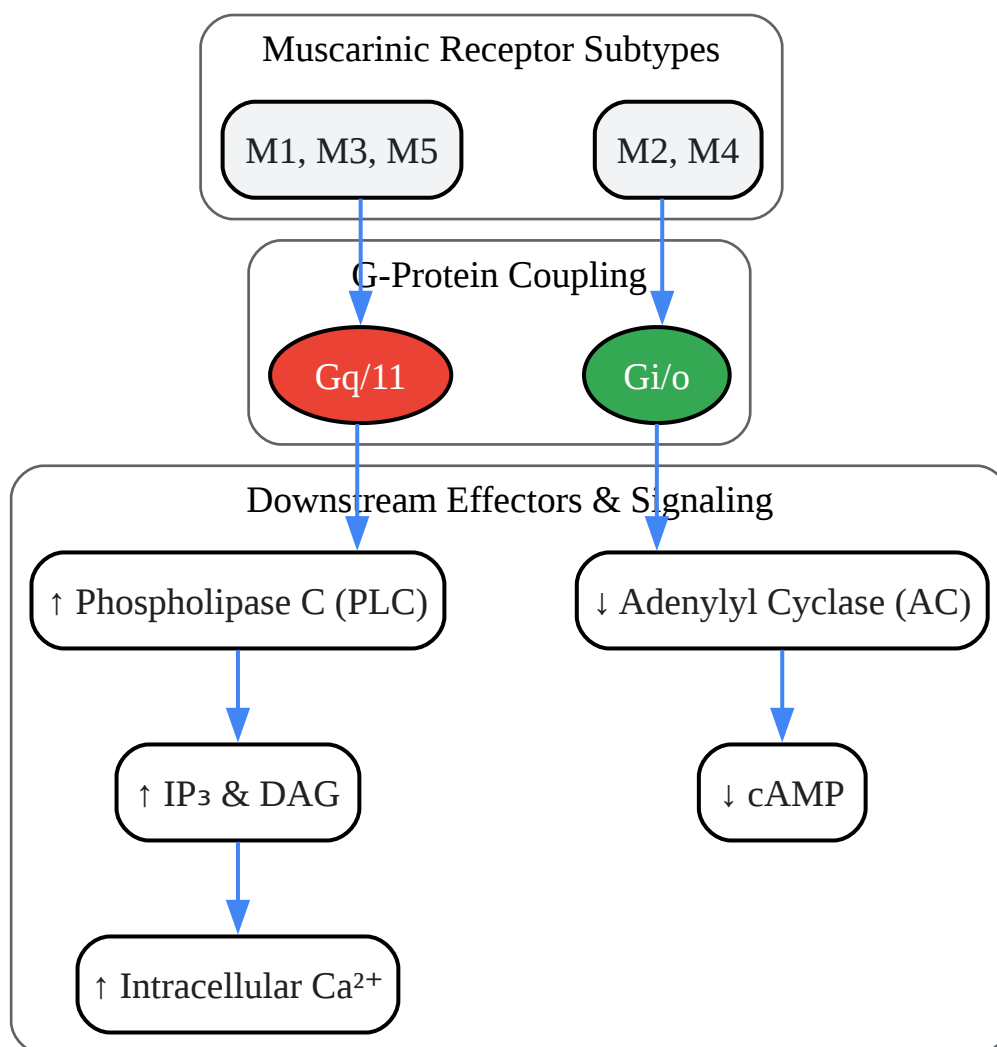 Muscarinic Receptor Subtypes
M1, M3, M5
M2, M4
G-Protein Coupling
Gq/11
Gi/o
Downstream Effectors & Signaling
↑ Phospholipase C (PLC)
↓ Adenylyl Cyclase (AC)
↑ IP₃ & DAG
↓ cAMP
↑ Intracellular Ca²⁺